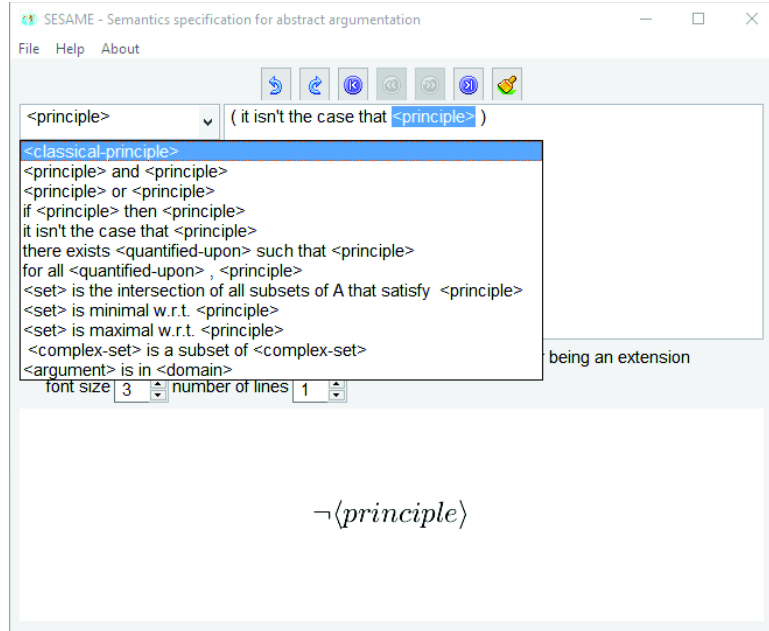 SESAME - Semantics specification for abstract argumentation
File Help About
<principle> ( it isn't the case that <principle> )
<classical-principle>
<principle> and <principle>
<principle> or <principle>
if <principle> then <principle>
it isn't the case that <principle>
there exists <quantified-upon> such that <principle>
for all <quantified-upon> , <principle>
<set> is the intersection of all subsets of A that satisfy <principle>
<set> is minimal w.r.t. <principle>
<set> is maximal w.r.t. <principle>
<complex-set> is a subset of <complex-set>
being an extension
<argument> is in <domain>
font size 3 number of lines 1
¬⟨principle⟩